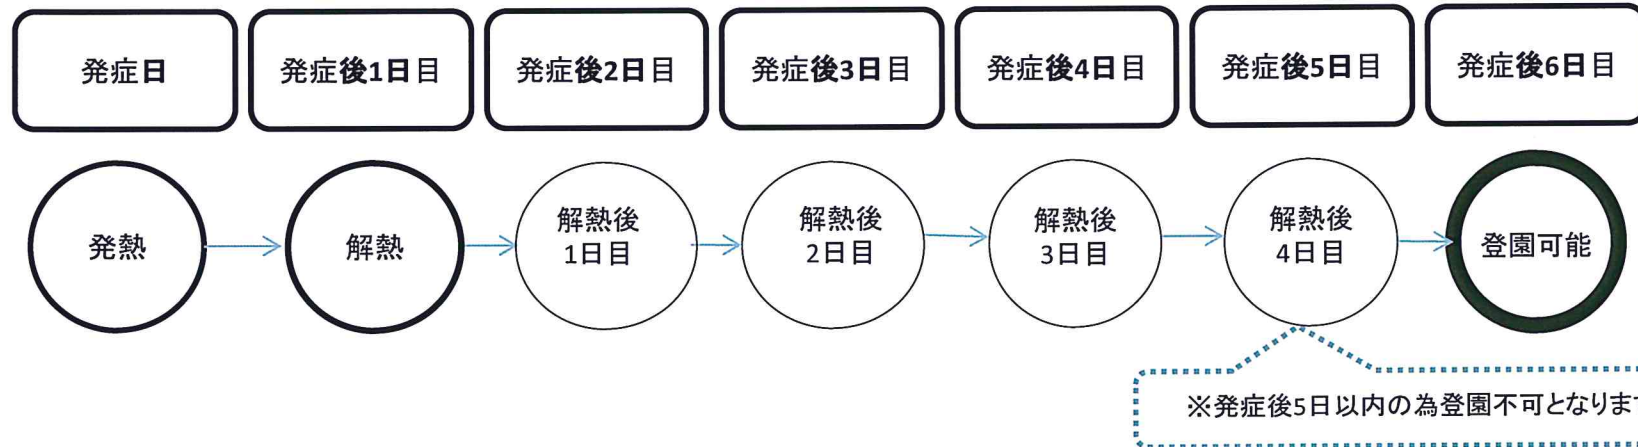 発症日
発症後1日目
発症後2日目
発症後3日目
発症後4日目
発症後5日目
発症後6日目
発熱
解熱
解熱後
1日目
解熱後
2日目
解熱後
3日目
解熱後
4日目
登園可能
※発症後5日以内の為登園不可となります